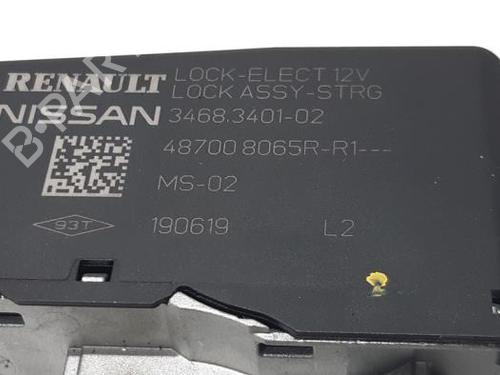 RENAULT LOCK-ELECT 12V
LOCK ASSY-STRG
NISSAN 3468.3401-02
48700 8065R-R1---
MS-02
93T 190619 L2
B-PARTS